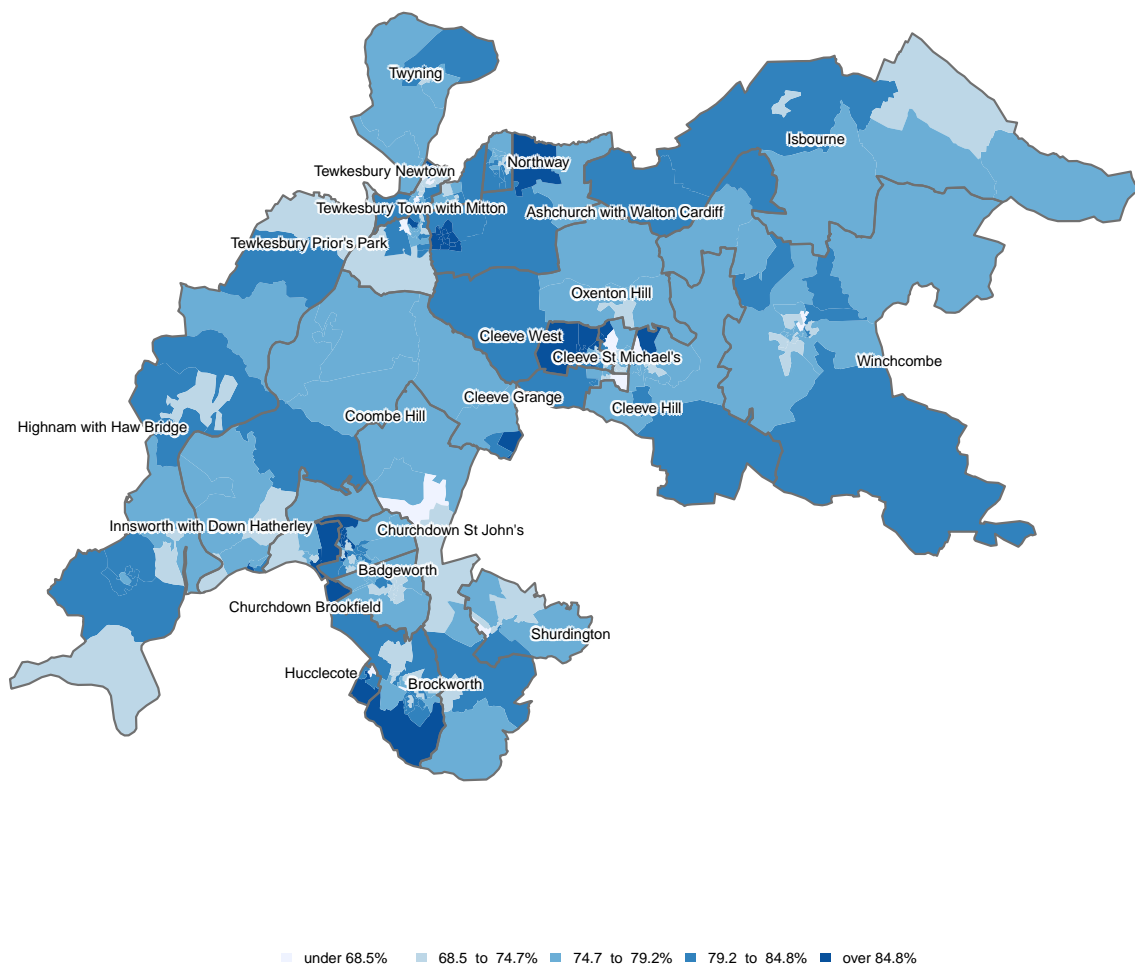 Twyning
Isbourne
Northway
Tewkesbury Newtown
Tewkesbury Town with Mitton
Ashchurch with Walton Cardiff
Tewkesbury Prior's Park
Oxenton Hill
Cleeve West
Cleeve St Michael's
Winchcombe
Cleeve Grange
Cleeve Hill
Coombe Hill
Highnam with Haw Bridge
Innsworth with Down Hatherley
Churchdown St John's
Badgeworth
Churchdown Brookfield
Shurdington
Hucclecote
Brockworth
under 68.5% 68.5 to 74.7% 74.7 to 79.2% 79.2 to 84.8% over 84.8%